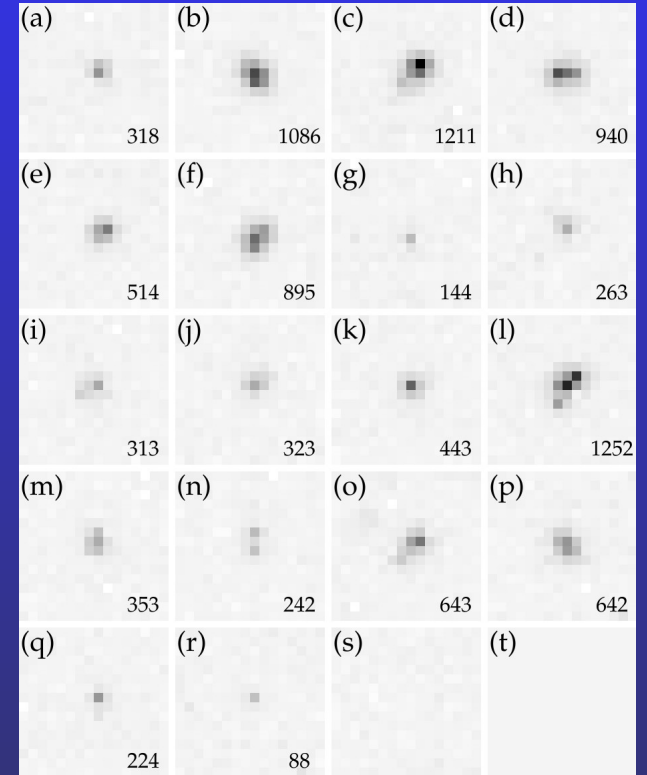 (a) (b) (c) (d)
318 1086 1211 940
(e) (f) (g) (h)
514 895 144 263
(i) (j) (k) (l)
313 323 443 1252
(m) (n) (o) (p)
353 242 643 642
(q) (r) (s) (t)
224 88